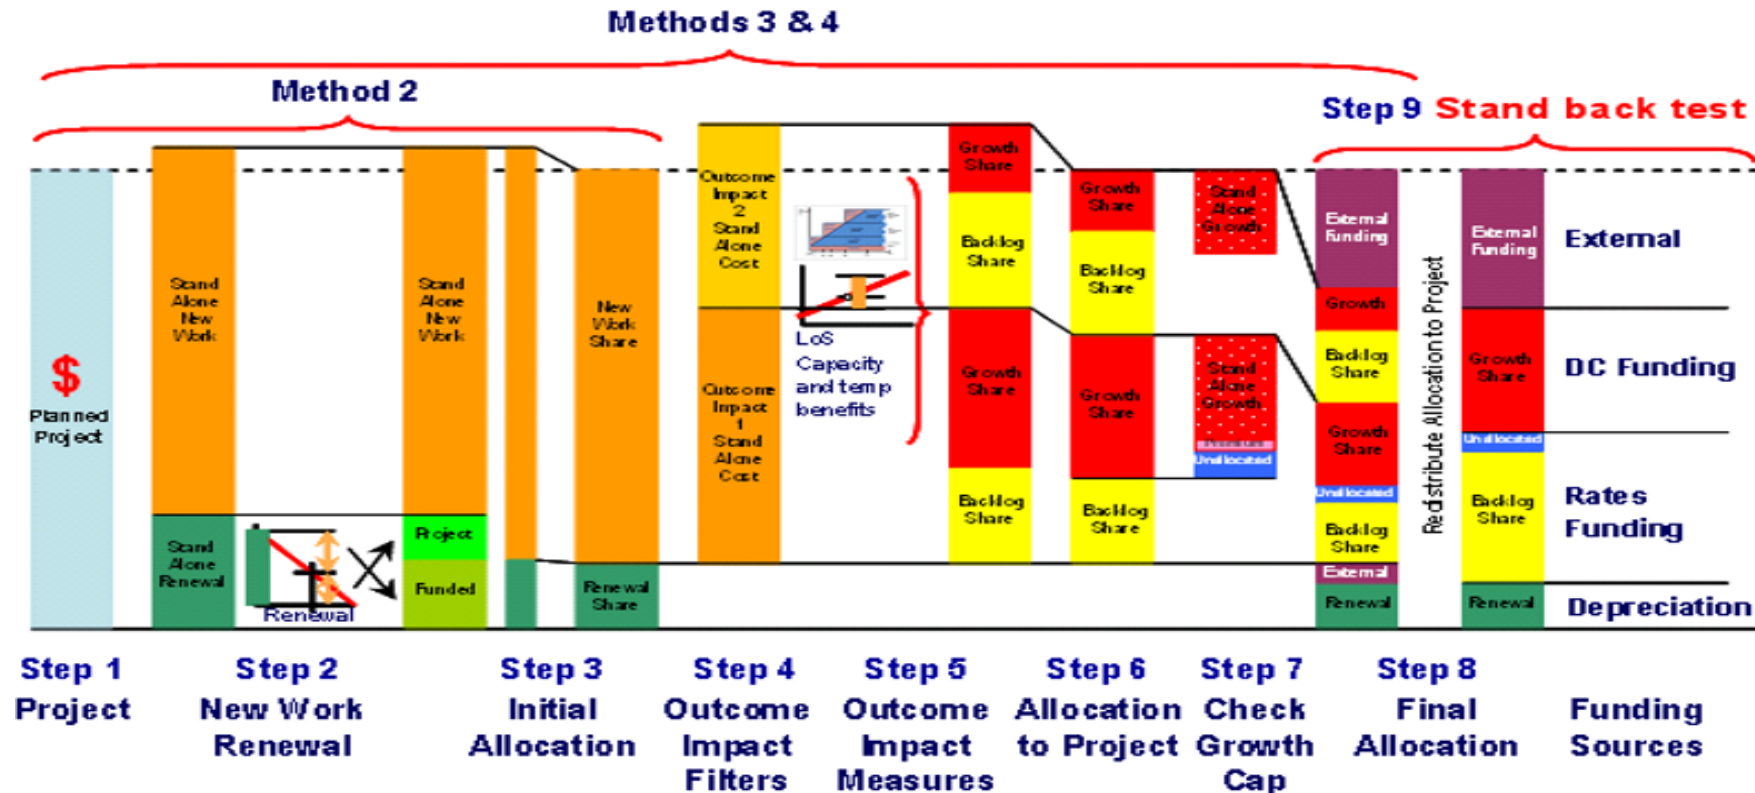 Methods 3 & 4
Method 2
Step 9 Stand back test
$
Planned
Project
Stand
Alone
New
Work
Stand
Alone
Renewal
Renewal
Stand
Alone
New
Work
Project
Funded
New
Work
Share
Renewal
Share
Outcome
Impact
2
Stand
Alone
Cost
Outcome
Impact
1
Stand
Alone
Cost
LoS
Capacity
and temp
benefits
Growth
Share
Backlog
Share
Growth
Share
Backlog
Share
Growth
Share
Backlog
Share
Growth
Share
Backlog
Share
Stand
Alone
Growth
Stand
Alone
Growth
Premium
Unallocated
External
Funding
Growth
Backlog
Share
Growth
Share
Unallocated
Backlog
Share
External
Renewal
Redistribute Allocation to Project
External
Funding
Growth
Share
Unallocated
Backlog
Share
Renewal
External
DC Funding
Rates
Funding
Depreciation
Step 1
Project
Step 2
New Work
Renewal
Step 3
Initial
Allocation
Step 4
Outcome
Impact
Filters
Step 5
Outcome
Impact
Measures
Step 6
Allocation
to Project
Step 7
Check
Growth
Cap
Step 8
Final
Allocation
Funding
Sources